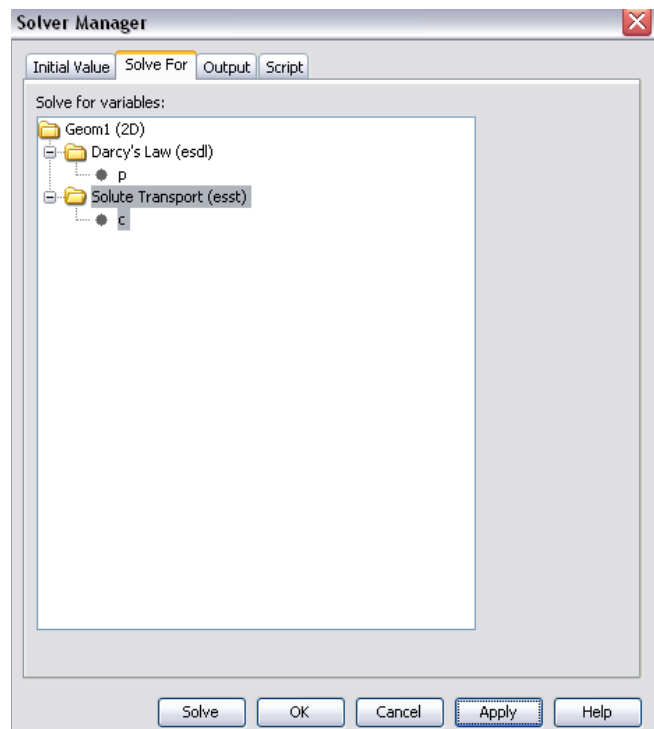 Solver Manager
Initial Value Solve For Output Script
Solve for variables:
Geom1 (2D)
Darcy's Law (esdl)
p
Solute Transport (esst)
c
Solve OK Cancel Apply Help